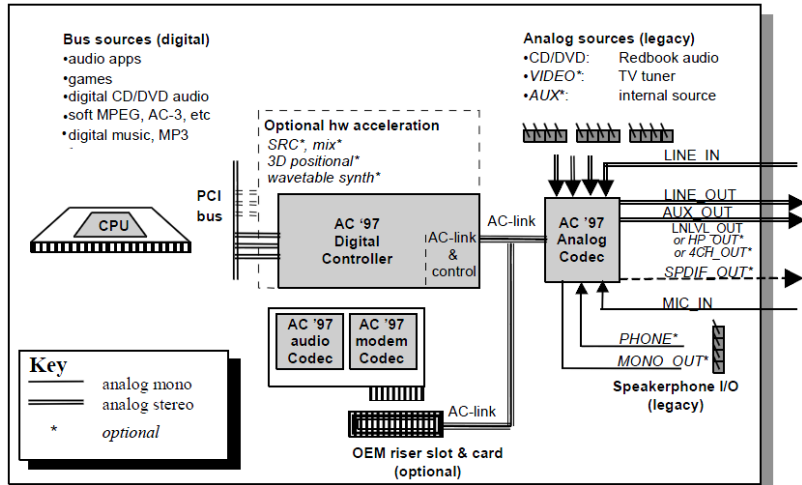 Bus sources (digital)
•audio apps
•games
•digital CD/DVD audio
•soft MPEG, AC-3, etc
•digital music, MP3
Analog sources (legacy)
•CD/DVD: Redbook audio
•VIDEO*: TV tuner
•AUX*: internal source
Optional hw acceleration
SRC*, mix*
3D positional*
wavetable synth*
PCI
bus
CPU
AC '97
Digital
Controller
AC-link
&
control
AC-link
AC '97
Analog
Codec
LINE_IN
LINE_OUT
AUX_OUT
LNLVL_OUT
or HP_OUT*
or 4CH_OUT*
SPDIF_OUT*
MIC_IN
PHONE*
MONO_OUT*
Speakerphone I/O
(legacy)
AC '97
audio
Codec
AC '97
modem
Codec
AC-link
OEM riser slot & card
(optional)
Key
analog mono
analog stereo
* optional